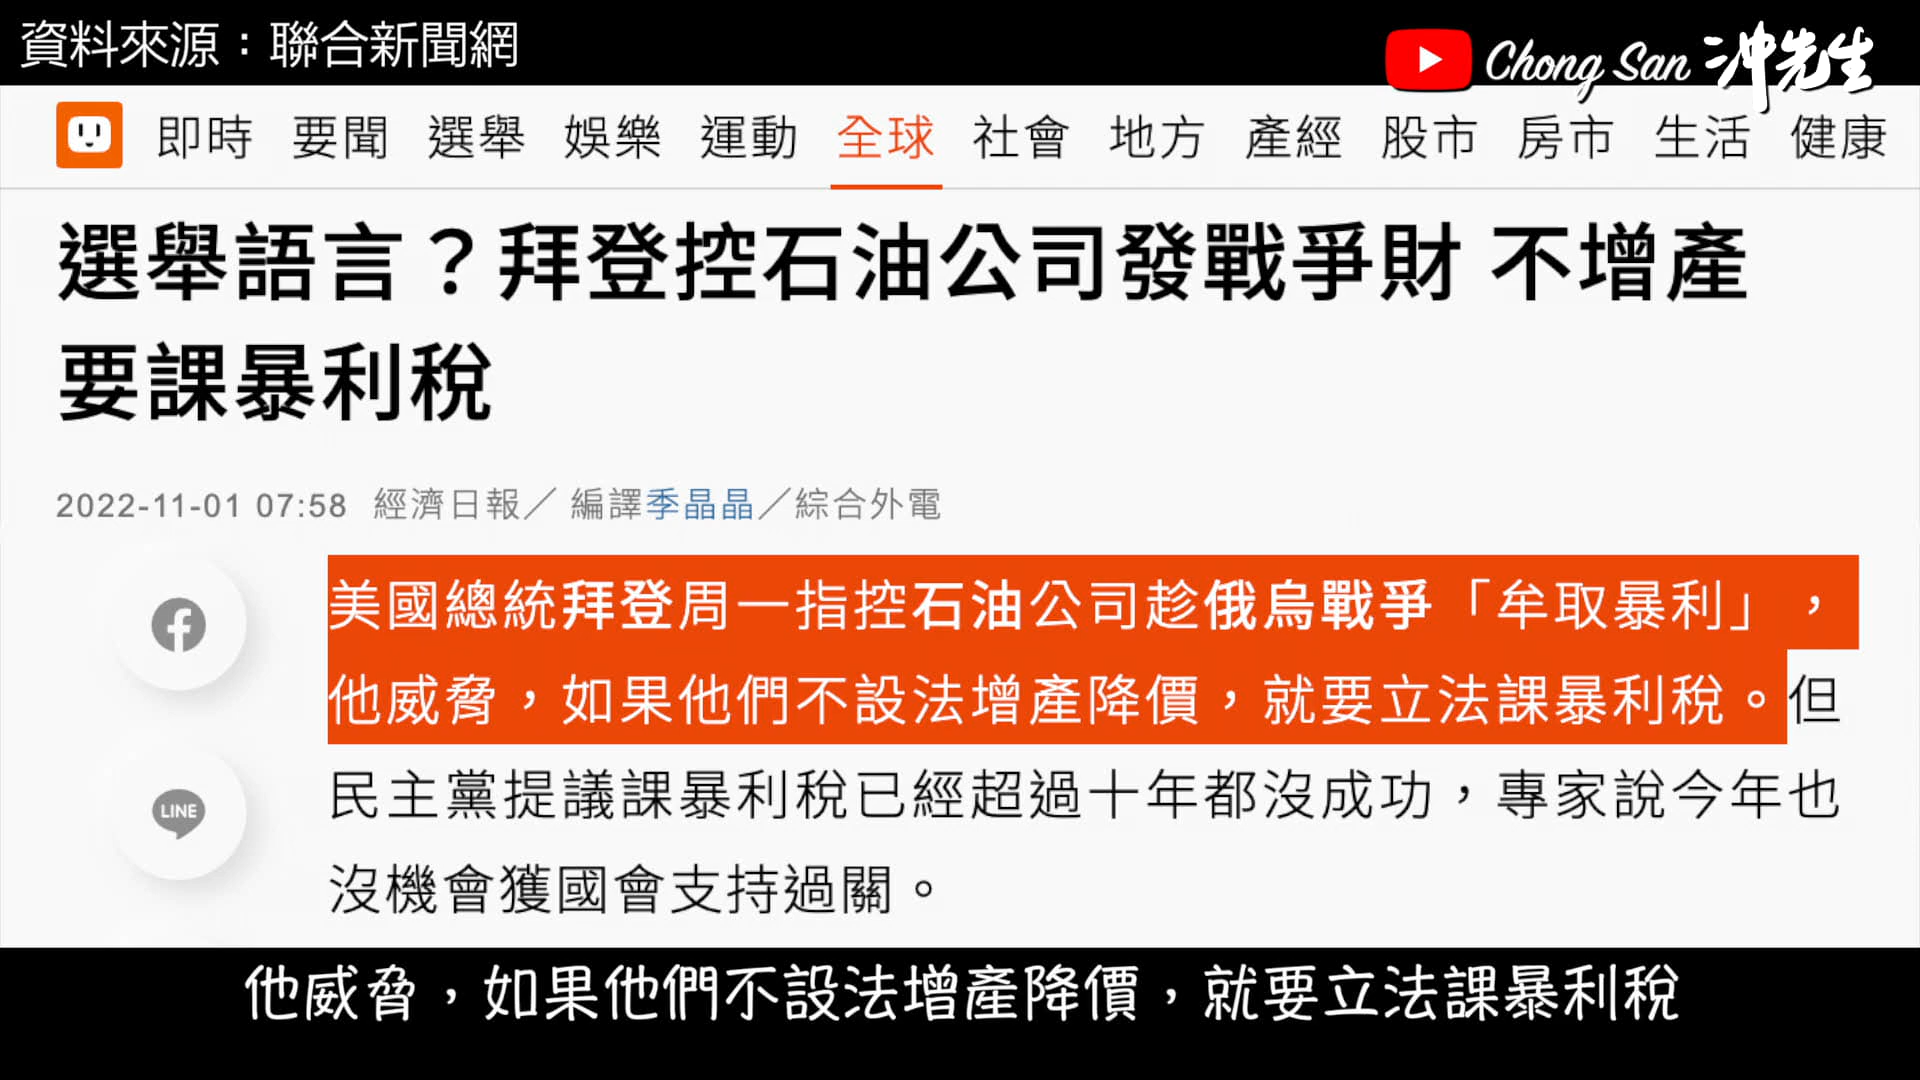 資料來源：聯合新聞網
Chong San 沖先生
即時 要聞 選舉 娛樂 運動 全球 社會 地方 產經 股市 房市 生活 健康
選舉語言？拜登控石油公司發戰爭財 不增產
要課暴利稅
2022-11-01 07:58 經濟日報／ 編譯季晶晶／綜合外電
美國總統拜登周一指控石油公司趁俄烏戰爭「牟取暴利」，
他威脅，如果他們不設法增產降價，就要立法課暴利稅。但
LINE
民主黨提議課暴利稅已經超過十年都沒成功，專家說今年也
沒機會獲國會支持過關。
他威脅，如果他們不設法增產降價，就要立法課暴利稅